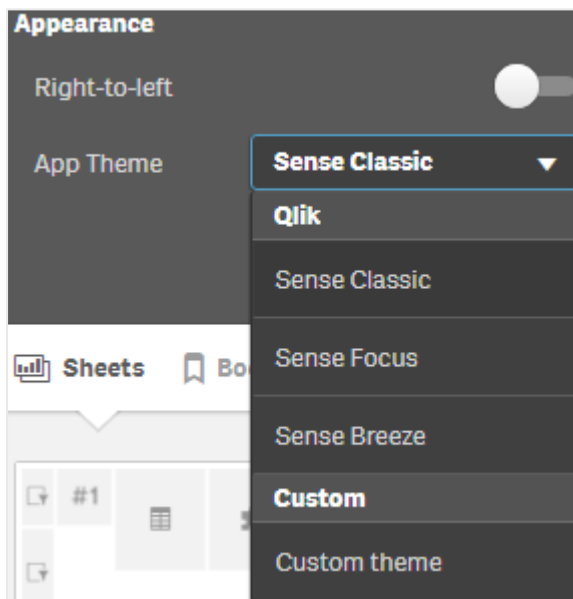 Appearance
Right-to-left
App Theme
Sense Classic
Qlik
Sense Classic
Sense Focus
Sheets
Sense Breeze
Custom
#1
Custom theme